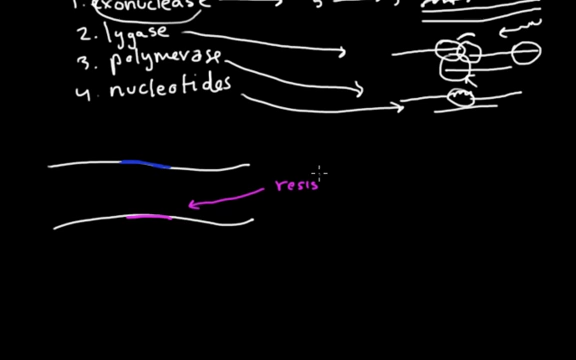 1. exonuclease
2. lygase
3. polymerase
4. nucleotides
resis